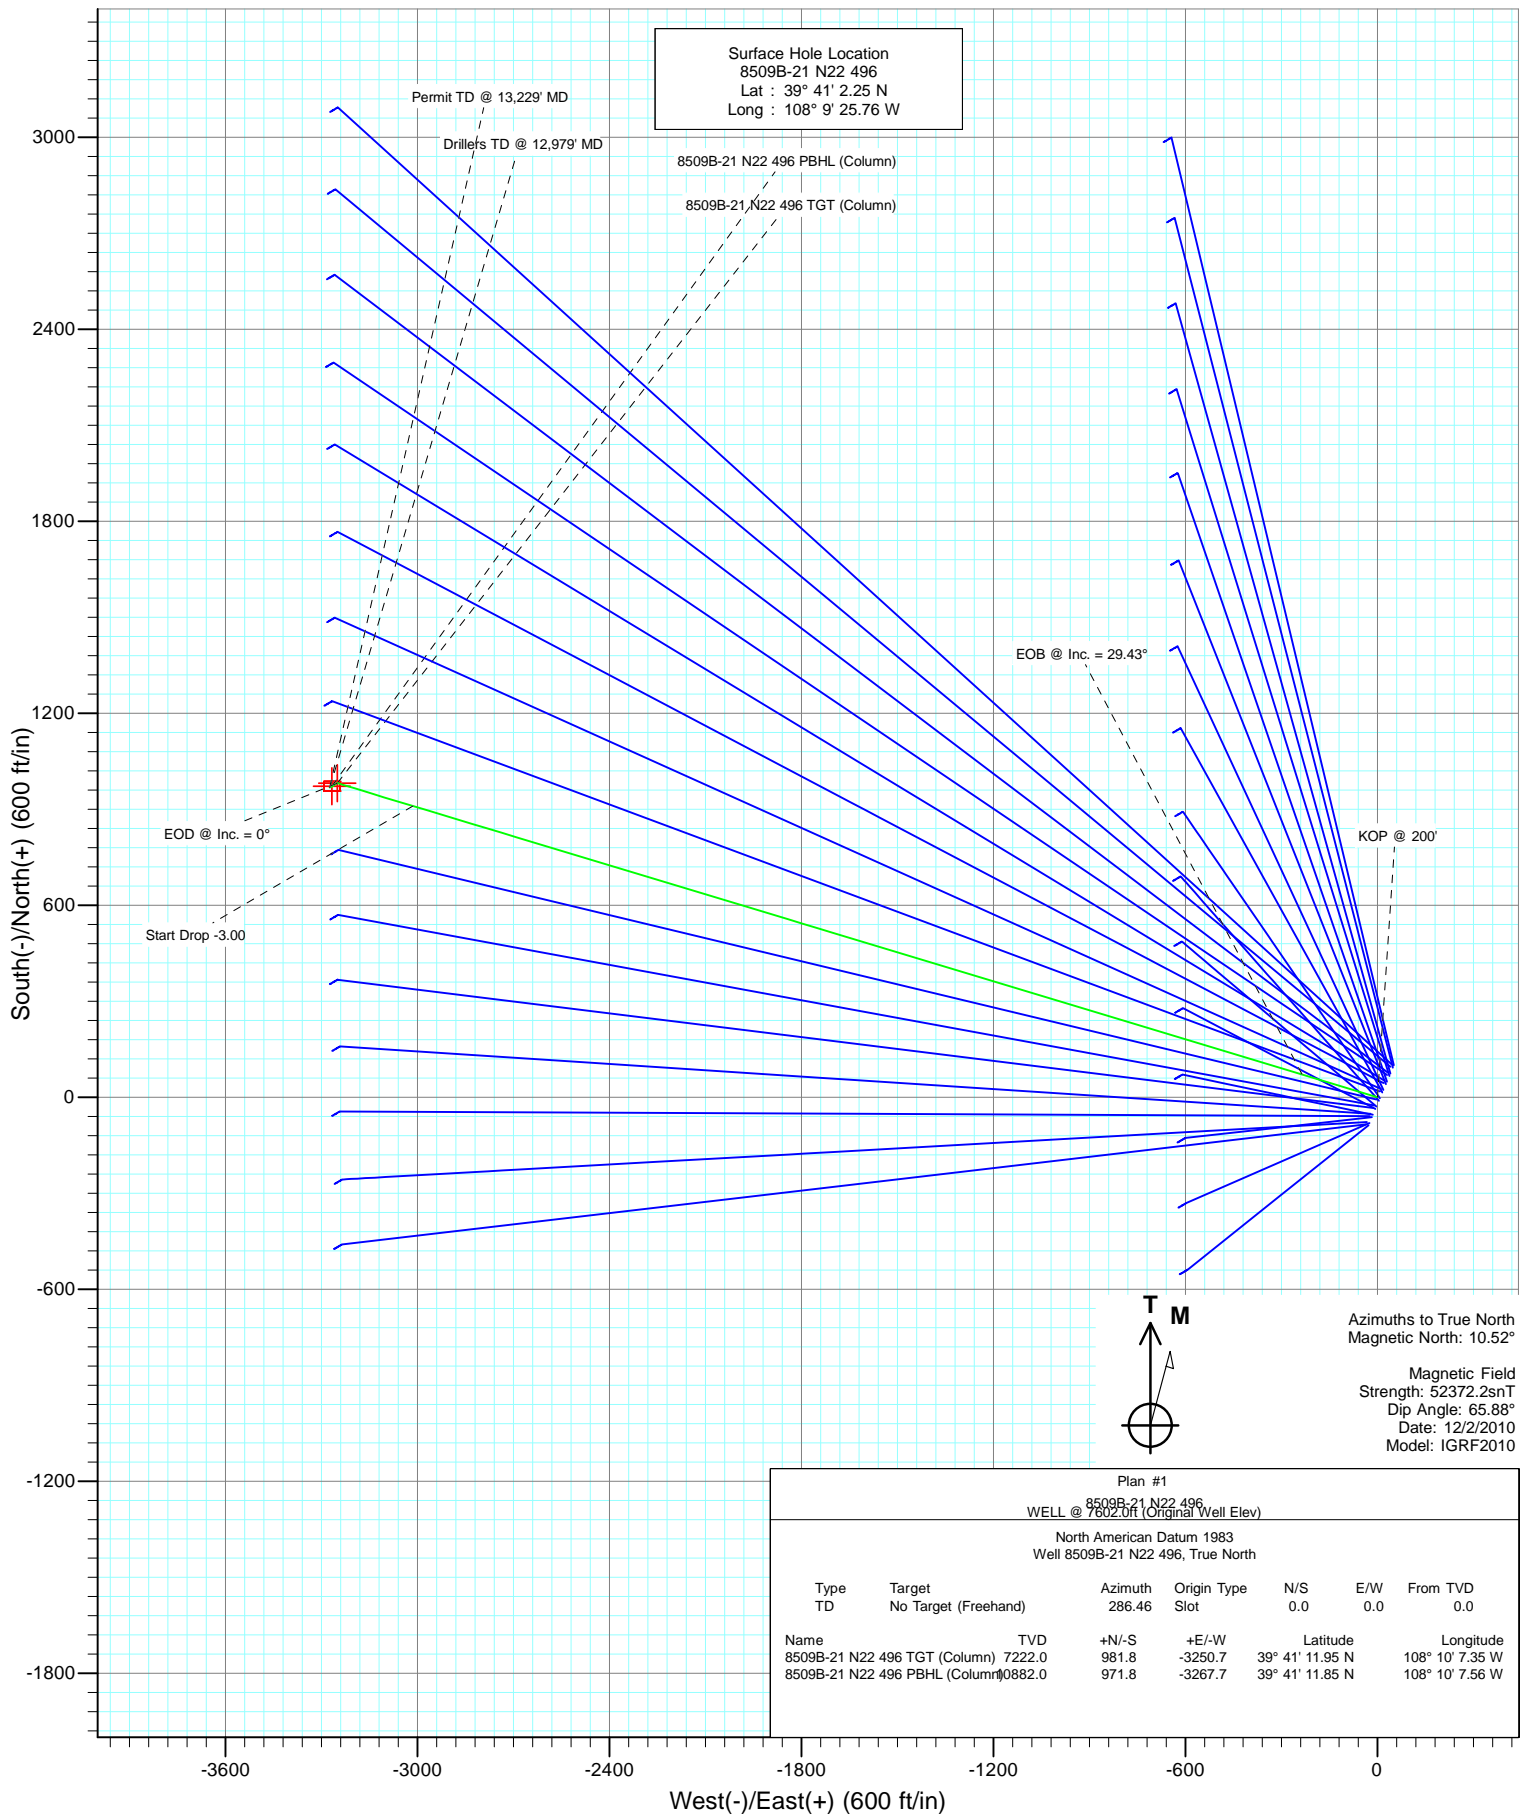 Surface Hole Location
8509B-21 N22 496
Lat : 39° 41' 2.25 N
Long : 108° 9' 25.76 W
Permit TD @ 13,229' MD
Drillers TD @ 12,979' MD
8509B-21 N22 496 PBHL (Column)
8509B-21 N22 496 TGT (Column)
EOB @ Inc. = 29.43°
KOP @ 200'
EOD @ Inc. = 0°
Start Drop -3.00
South(-)/North(+) (600 ft/in)
3000
2400
1800
1200
600
0
-600
-1200
-1800
T M
Azimuths to True North
Magnetic North: 10.52°
Magnetic Field
Strength: 52372.2snT
Dip Angle: 65.88°
Date: 12/2/2010
Model: IGRF2010
Plan #1
8509B-21 N22 496
WELL @ 7602.0ft (Original Well Elev)
North American Datum 1983
Well 8509B-21 N22 496, True North
Type Target Azimuth Origin Type N/S E/W From TVD
TD No Target (Freehand) 286.46 Slot 0.0 0.0 0.0
Name TVD +N/-S +E/-W Latitude Longitude
8509B-21 N22 496 TGT (Column) 7222.0 981.8 -3250.7 39° 41' 11.95 N 108° 10' 7.35 W
8509B-21 N22 496 PBHL (Column) 10882.0 971.8 -3267.7 39° 41' 11.85 N 108° 10' 7.56 W
-3600 -3000 -2400 -1800 -1200 -600 0
West(-)/East(+) (600 ft/in)